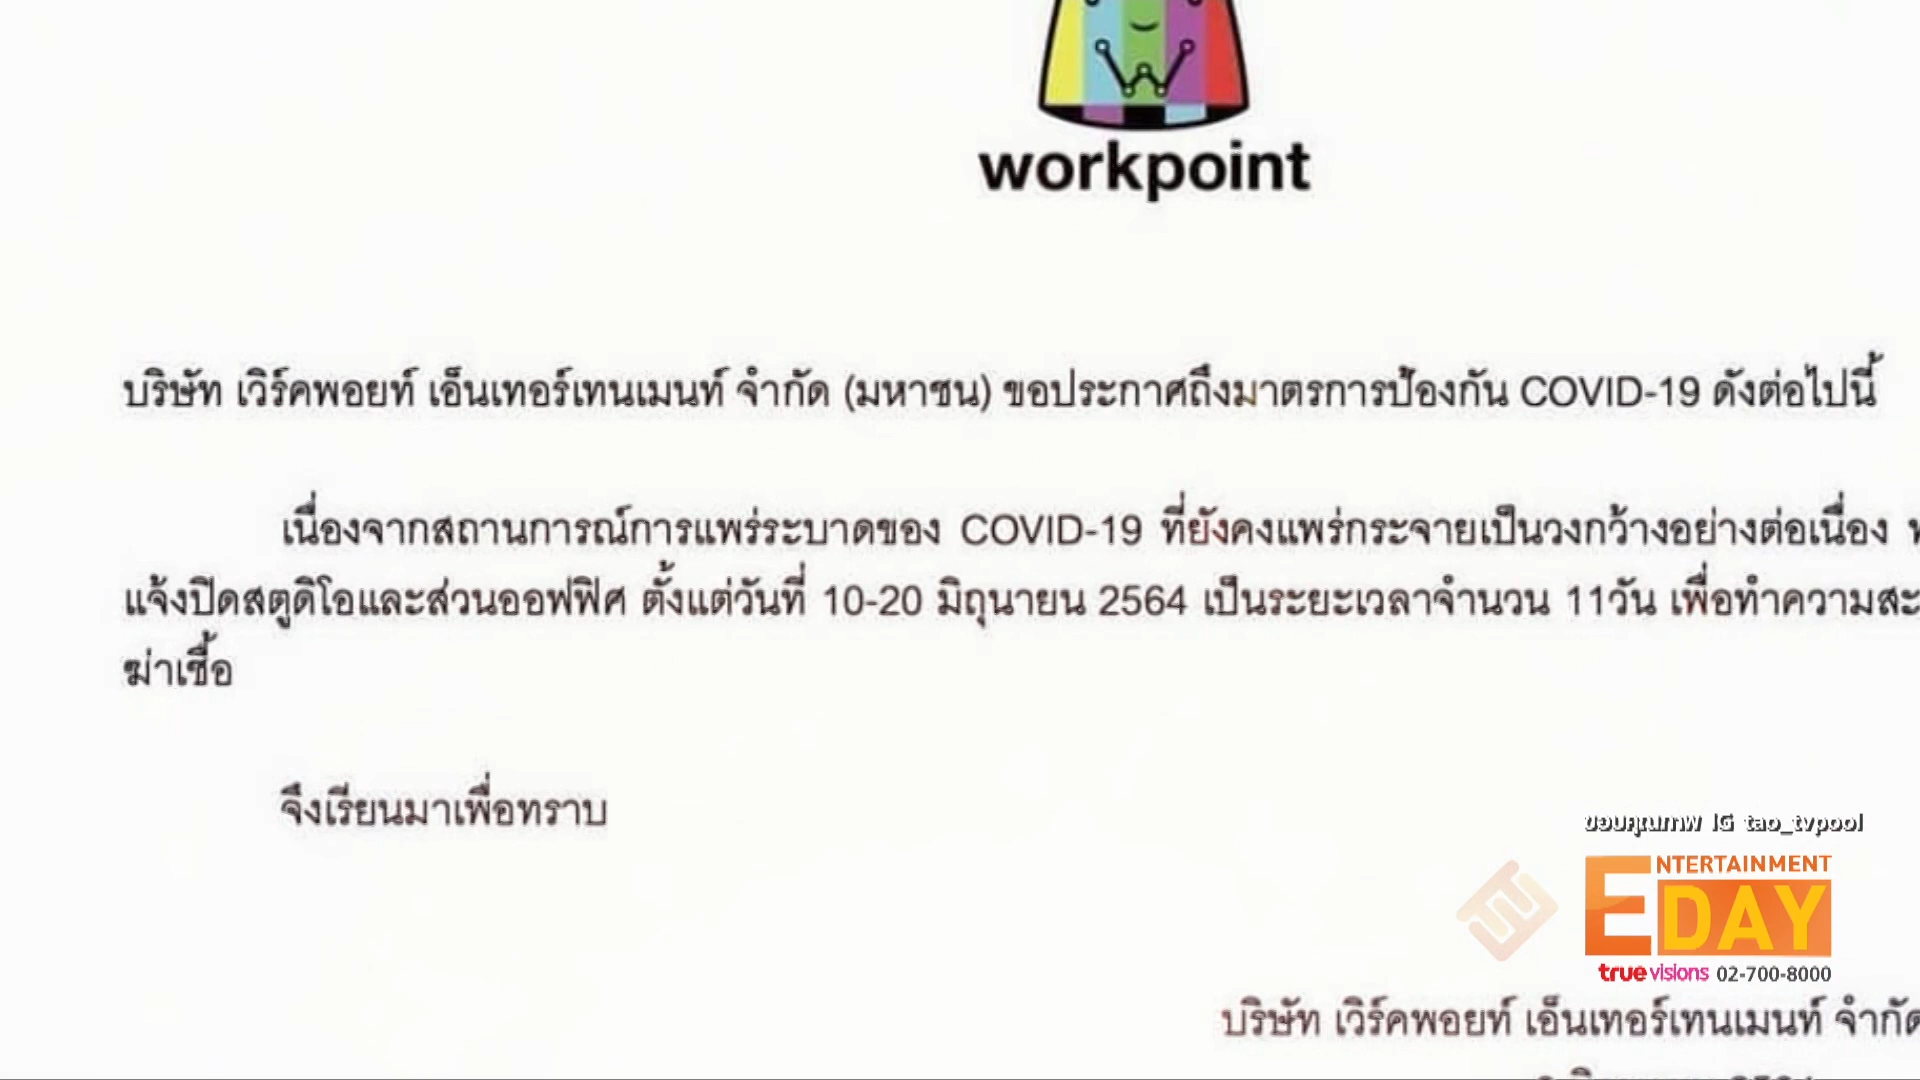 workpoint
บริษัท เวิร์คพอยท์ เอ็นเทอร์เทนเมนท์ จำกัด (มหาชน) ขอประกาศถึงมาตรการป้องกัน COVID-19 ดังต่อไปนี้
เนื่องจากสถานการณ์การแพร่ระบาดของ COVID-19 ที่ยังคงแพร่กระจายเป็นวงกว้างอย่างต่อเนื่อง
แจ้งปิดสตูดิโอและส่วนออฟฟิศ ตั้งแต่วันที่ 10-20 มิถุนายน 2564 เป็นระยะเวลาจำนวน 11วัน เพื่อทำความสะ
ฆ่าเชื้อ
จึงเรียนมาเพื่อทราบ
ขอบคุณภาพ IG tao_tvpool
ENTERTAINMENT
DAY
truevisions 02-700-8000
บริษัท เวิร์คพอยท์ เอ็นเทอร์เทนเมนท์ จำกัด